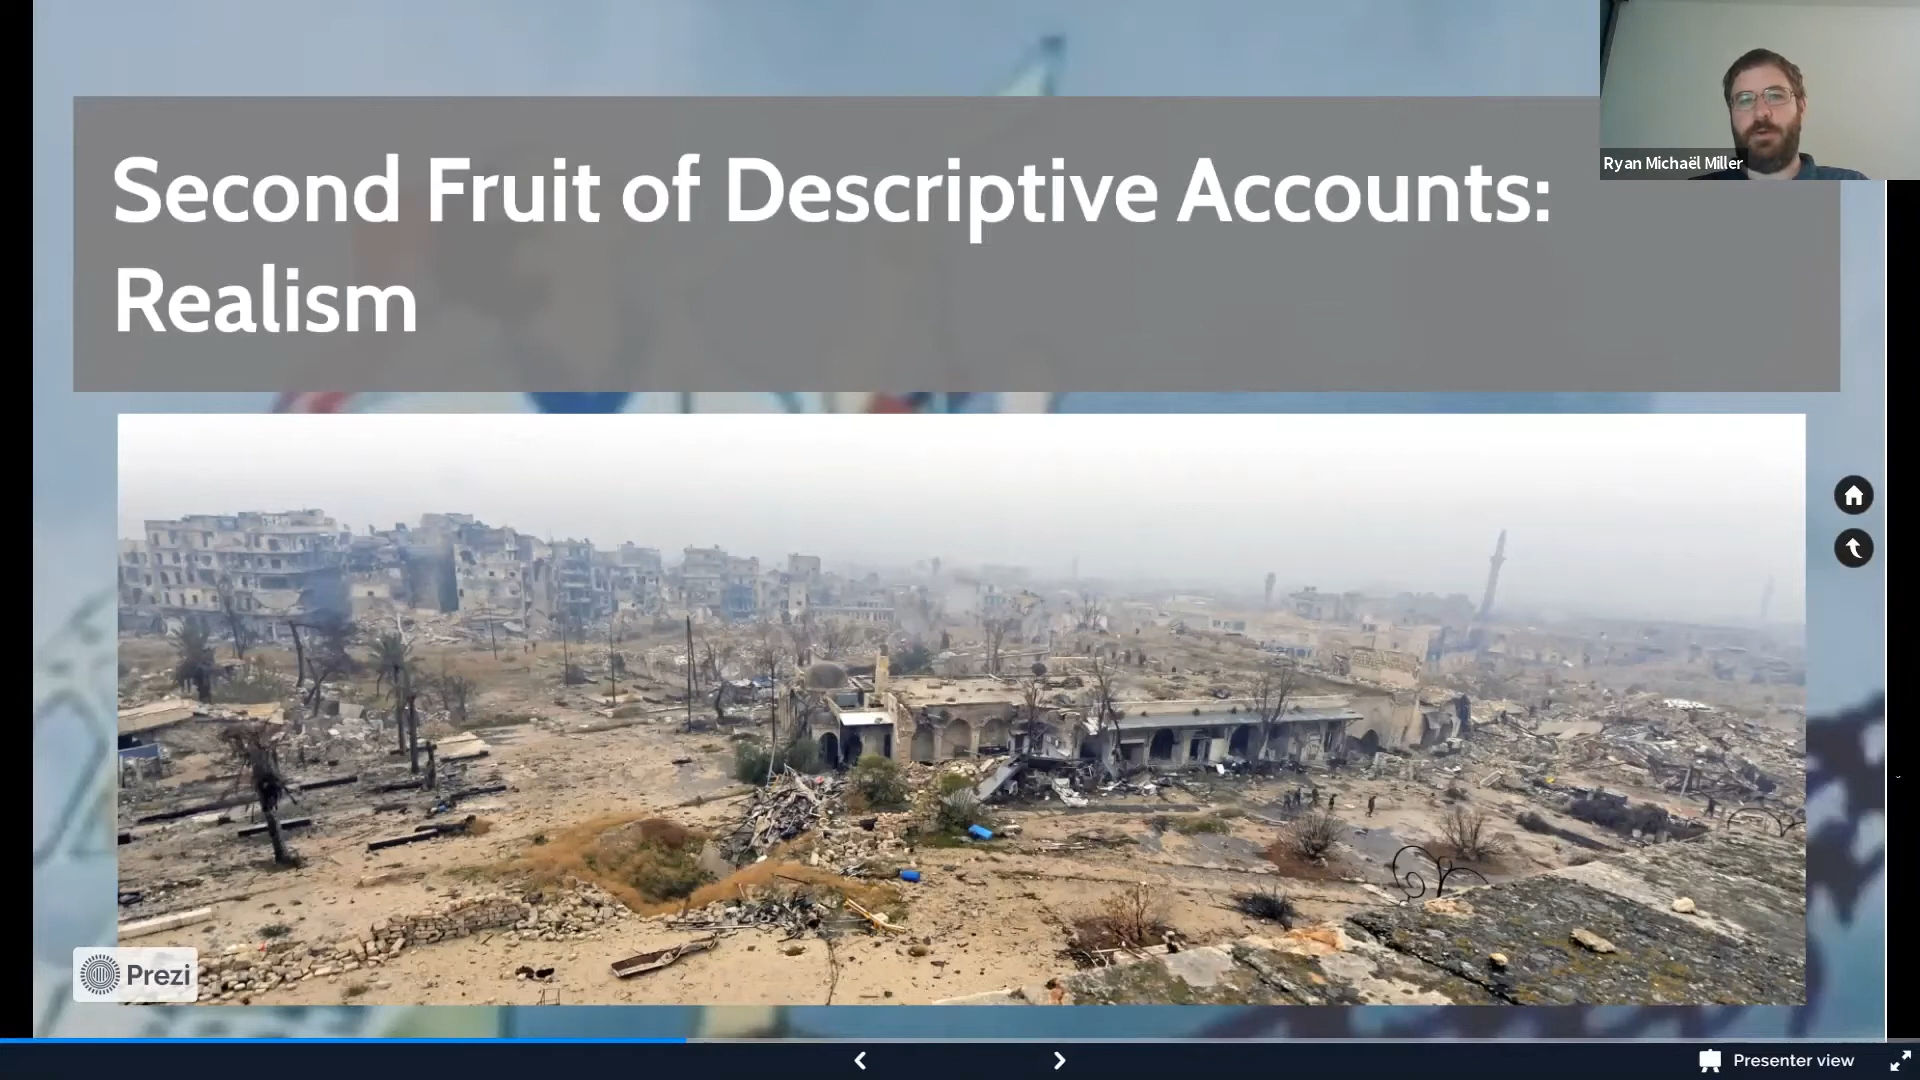 Second Fruit of Descriptive Accounts:
Realism
Ryan Michaël Miller
Prezi
Presenter view